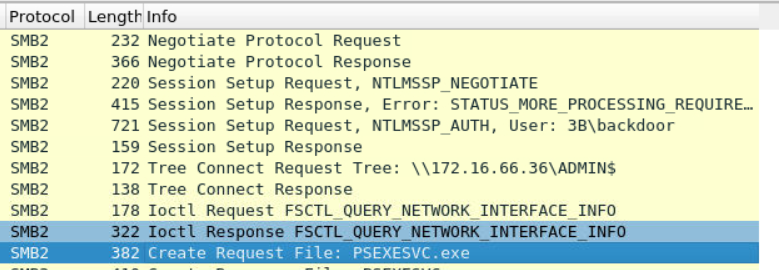 Protocol Length Info
SMB2 232 Negotiate Protocol Request
SMB2 366 Negotiate Protocol Response
SMB2 220 Session Setup Request, NTLMSSP_NEGOTIATE
SMB2 415 Session Setup Response, Error: STATUS_MORE_PROCESSING_REQUIRE…
SMB2 721 Session Setup Request, NTLMSSP_AUTH, User: 3B\backdoor
SMB2 159 Session Setup Response
SMB2 172 Tree Connect Request Tree: \\172.16.66.36\ADMIN$
SMB2 138 Tree Connect Response
SMB2 178 Ioctl Request FSCTL_QUERY_NETWORK_INTERFACE_INFO
SMB2 322 Ioctl Response FSCTL_QUERY_NETWORK_INTERFACE_INFO
SMB2 382 Create Request File: PSEXESVC.exe